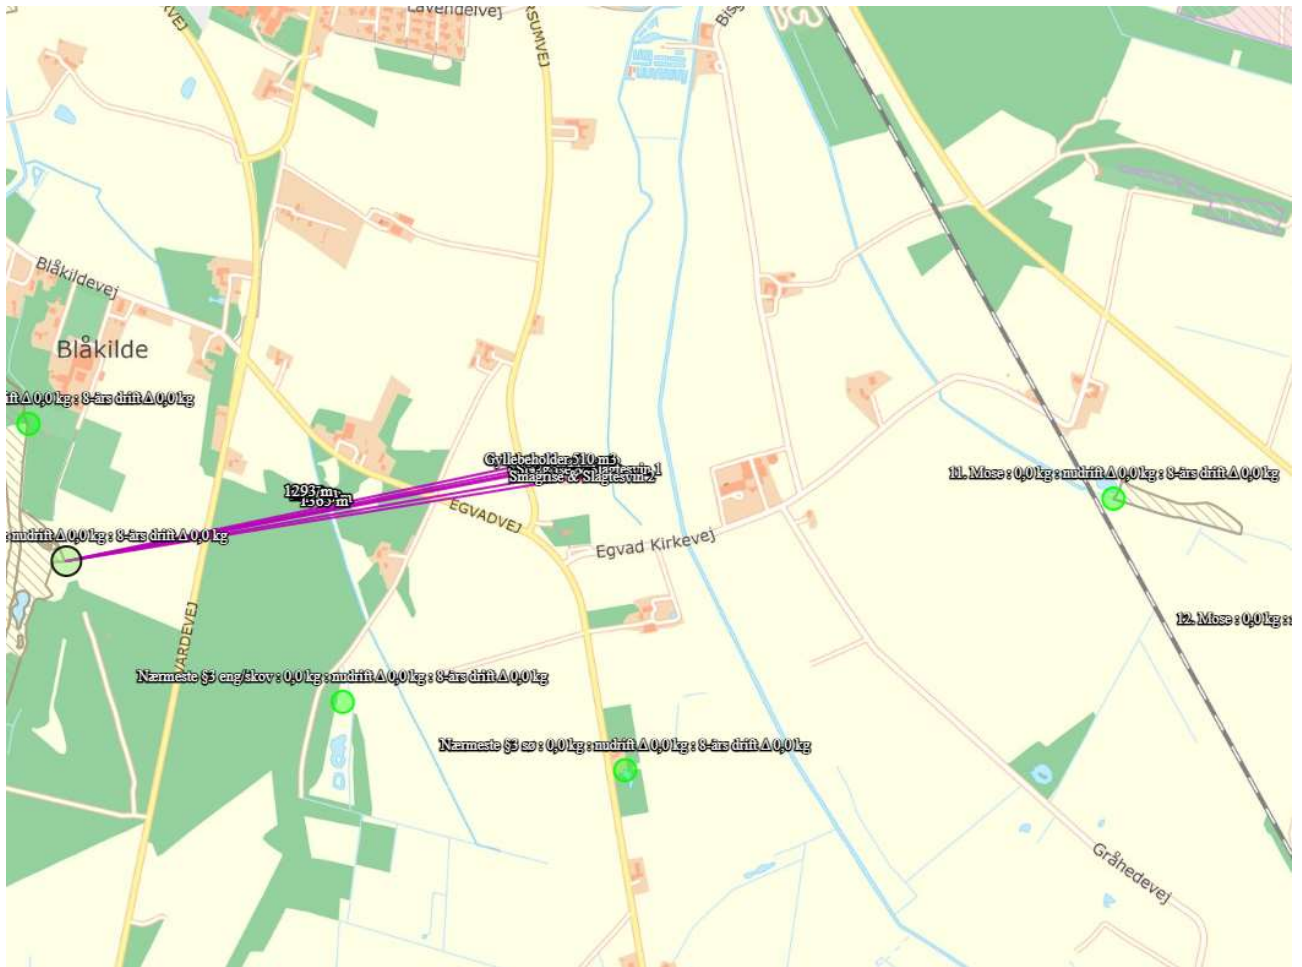 Lavendelvej
Blåkildevej
Blåkilde
ift Δ 0,0 kg : 8-års drift Δ 0,0 kg
Gyllebeholder 510 m3
Smågrise & Slagtesvin 2
1293 m
1365 m
EGVADVEJ
11. Mose : 0,0 kg : nudrift Δ 0,0 kg : 8-års drift Δ 0,0 kg
: nudrift Δ 0,0 kg : 8-års drift Δ 0,0 kg
Egvad Kirkevej
VARDEVEJ
12. Mose : 0,0 kg :
Nærmeste §3 eng/skov : 0,0 kg : nudrift Δ 0,0 kg : 8-års drift Δ 0,0 kg
Nærmeste §3 sø : 0,0 kg : nudrift Δ 0,0 kg : 8-års drift Δ 0,0 kg
Gråhedevej